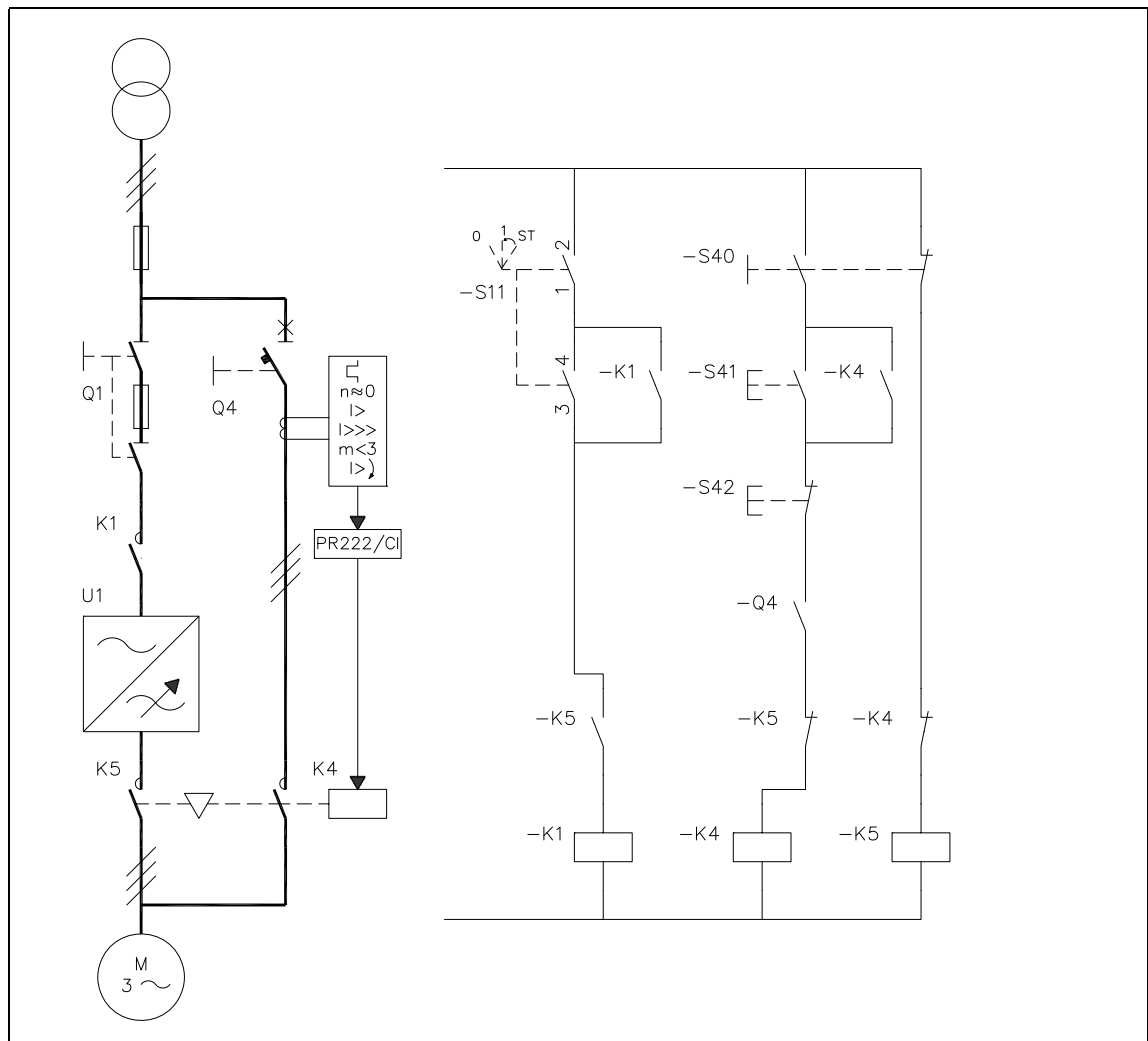 0 1 ST
2
-S11
1
4
3
-K1
-S40
-S41
-K4
-S42
-Q4
-K5
-K5
-K4
-K1
-K4
-K5
Q1
Q4
n≈0
I>
I>>>
m<3
I>
K1
PR222/CI
U1
K5
K4
M
3 ~